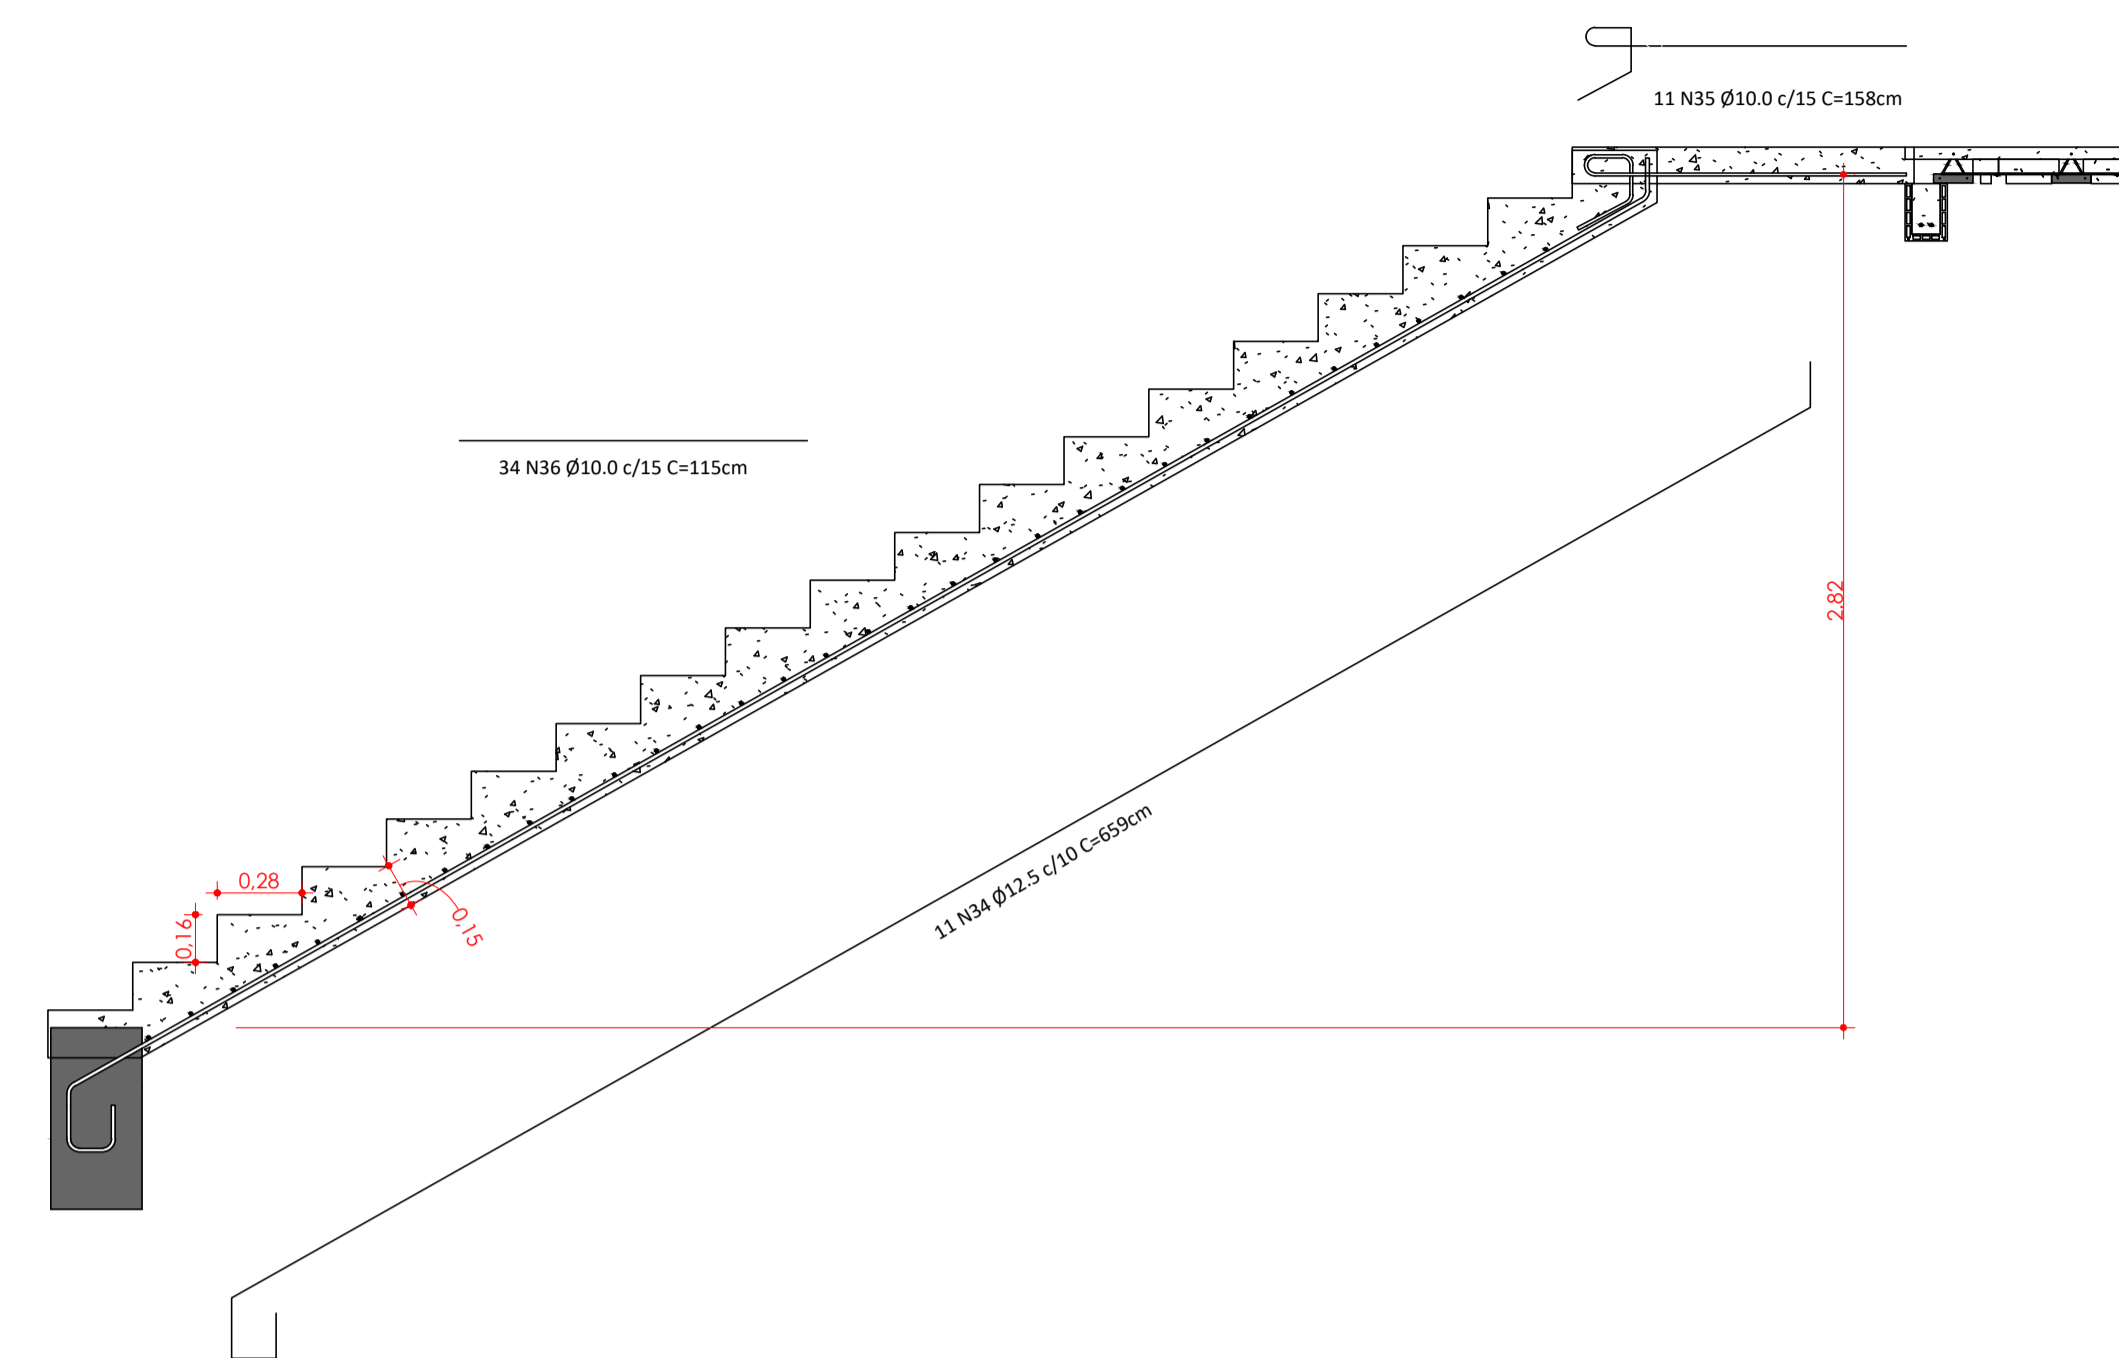 11 N35 Ø10.0 c/15 C=158cm
34 N36 Ø10.0 c/15 C=115cm
2.82
11 N34 Ø12.5 c/10 C=659cm
0,28
0,16
0,15